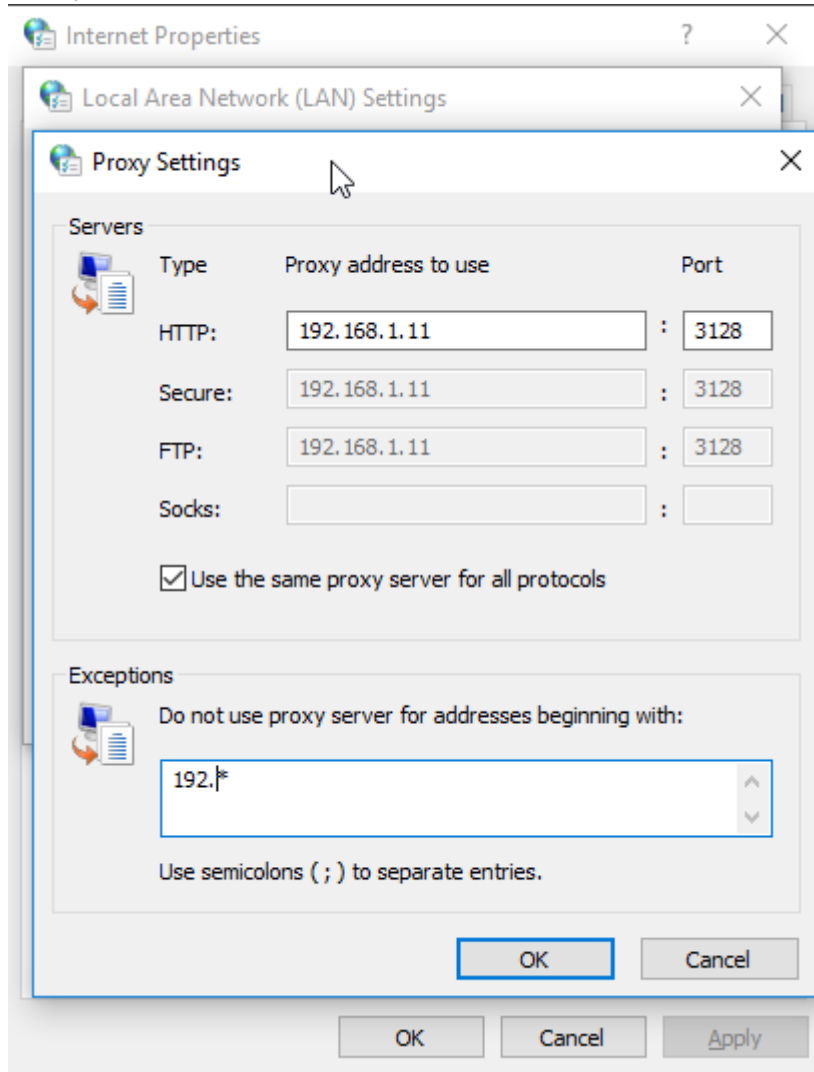 Internet Properties
?
Local Area Network (LAN) Settings
Proxy Settings
Servers
Type Proxy address to use Port
HTTP: 192.168.1.11 : 3128
Secure: 192.168.1.11 : 3128
FTP: 192.168.1.11 : 3128
Socks: :
Use the same proxy server for all protocols
Exceptions
Do not use proxy server for addresses beginning with:
192.*
Use semicolons ( ; ) to separate entries.
OK Cancel
OK Cancel Apply